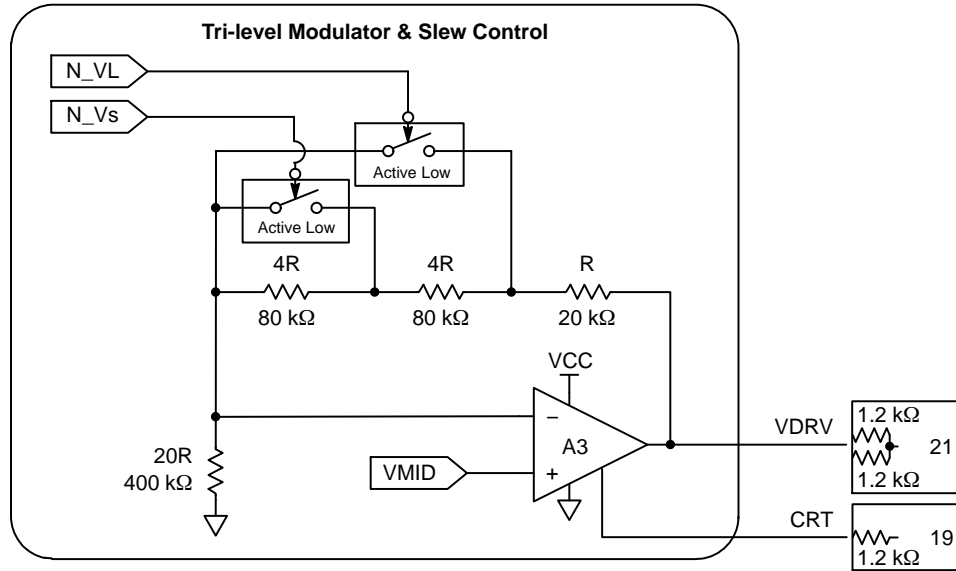 Tri-level Modulator & Slew Control
N_VL
N_Vs
Active Low
Active Low
4R
4R
R
80 kΩ
80 kΩ
20 kΩ
VCC
−
A3
+
VMID
20R
400 kΩ
VDRV
1.2 kΩ
21
1.2 kΩ
CRT
19
1.2 kΩ